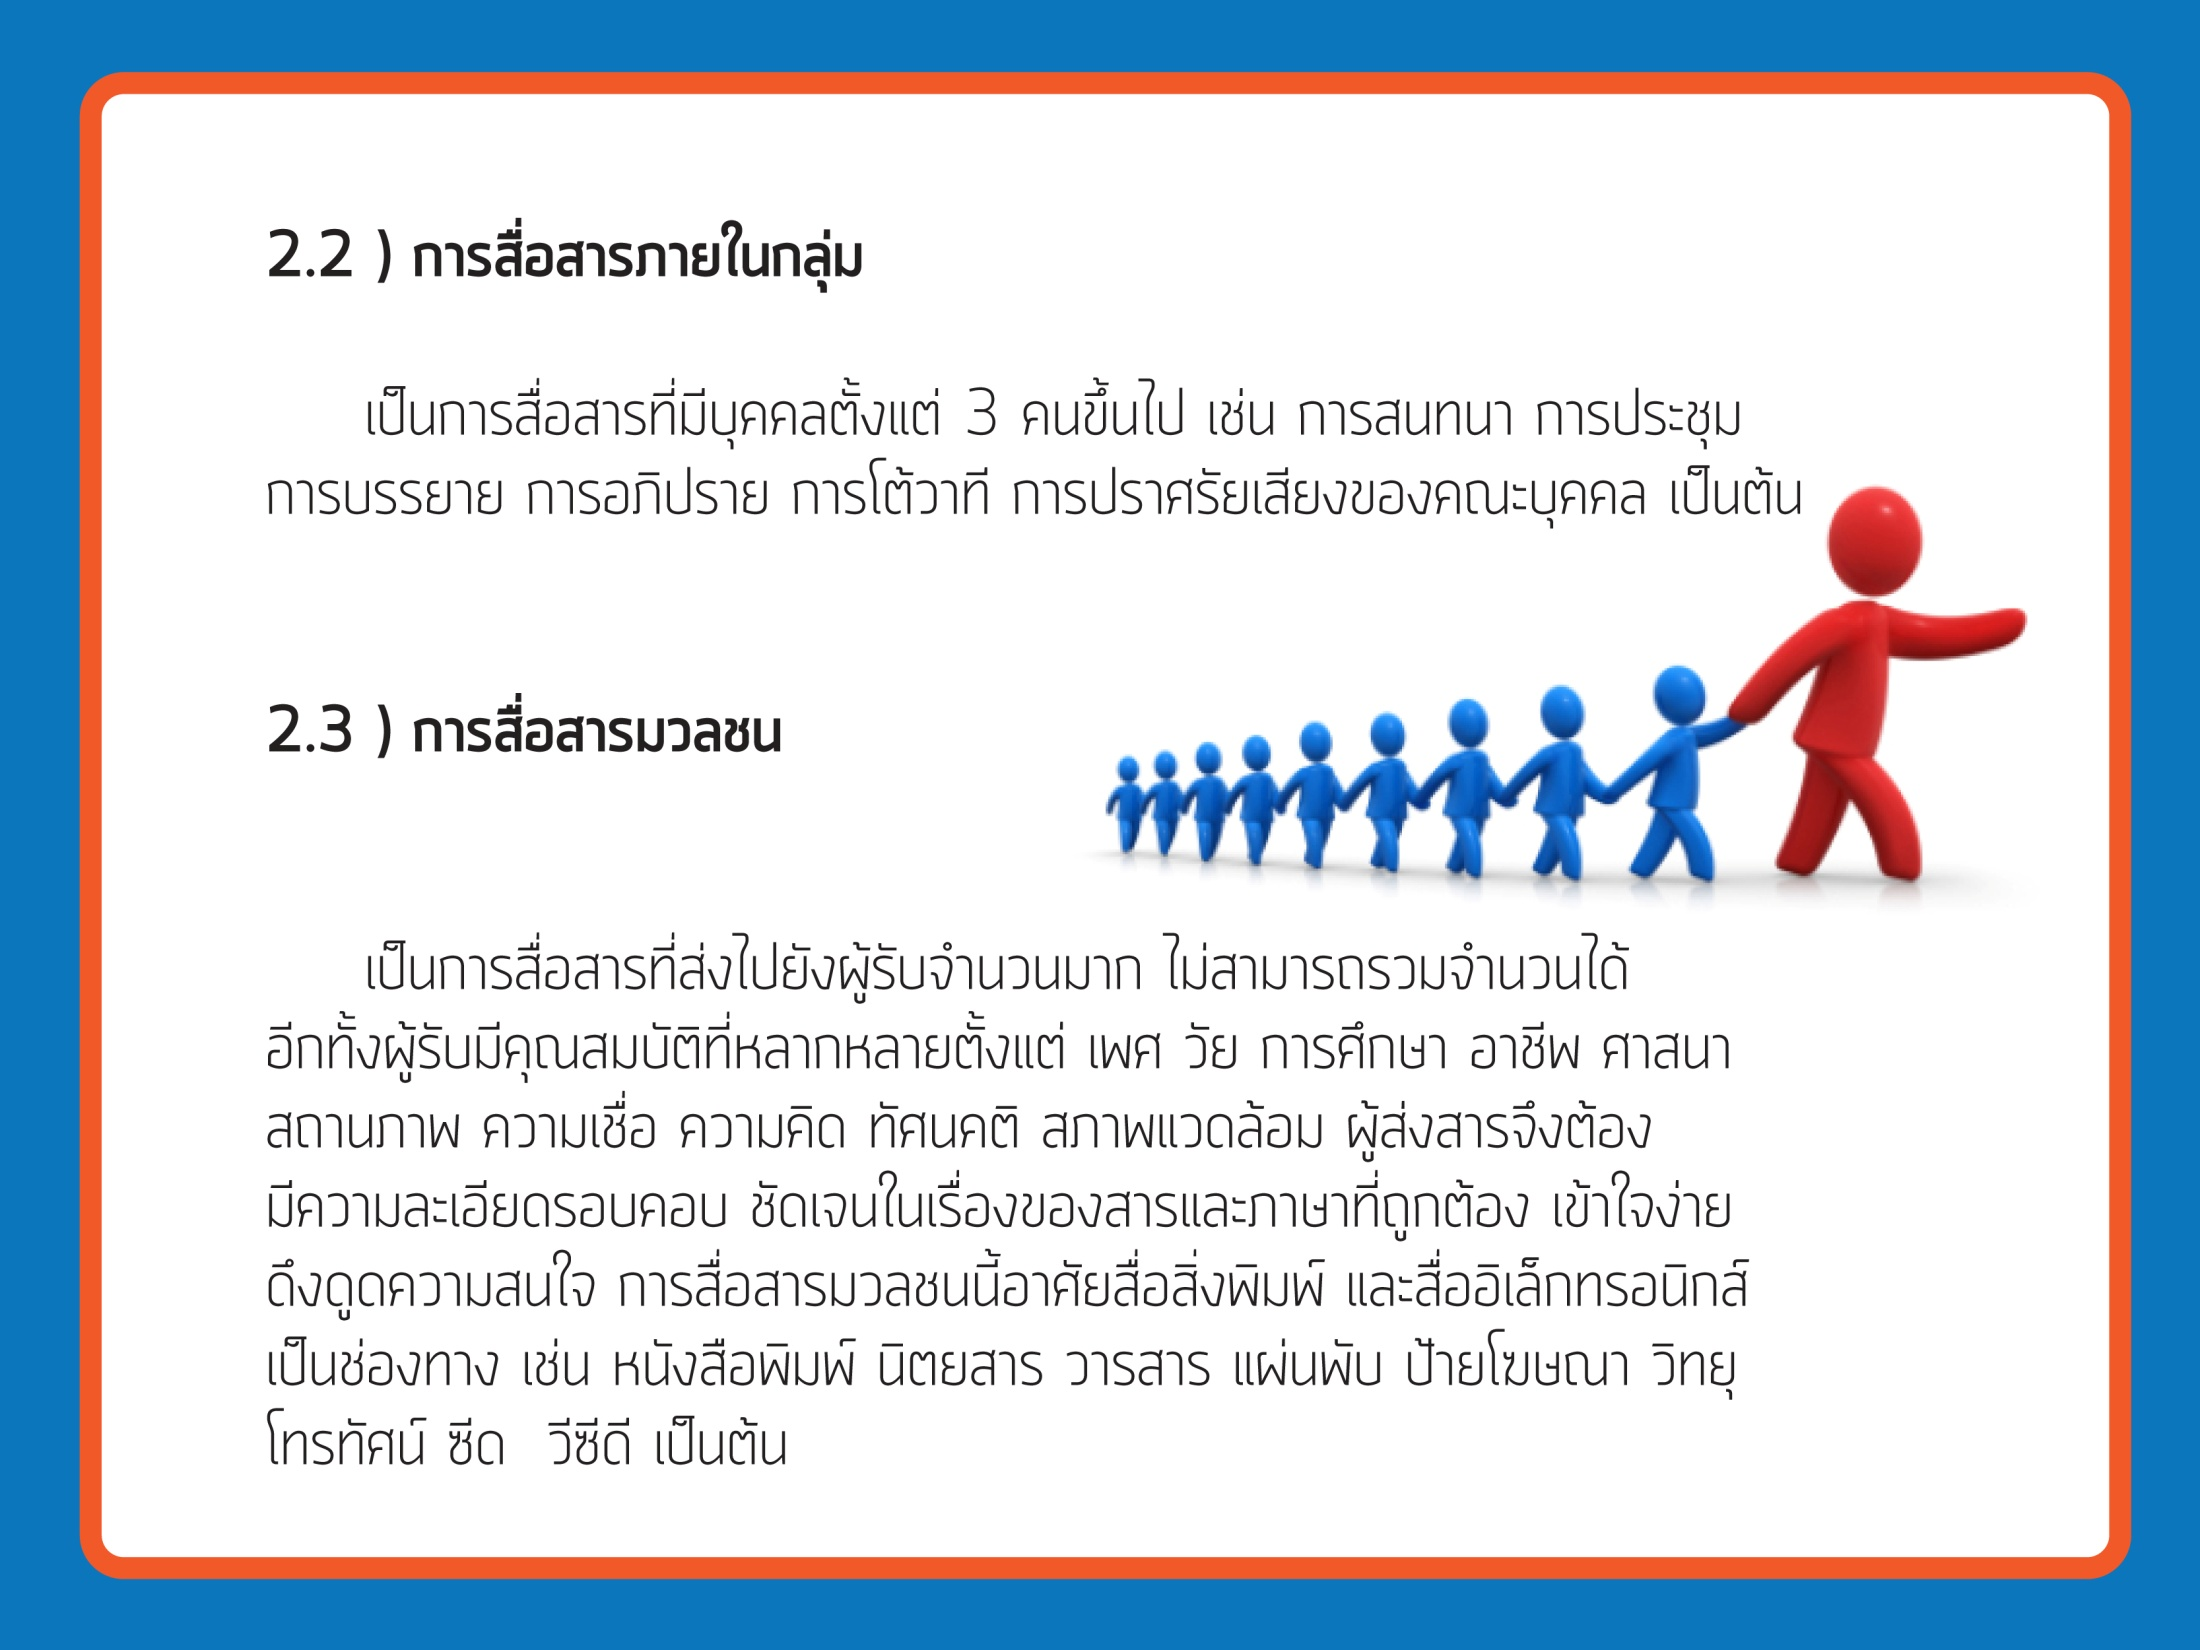 2.2 ) การสื่อสารภายในกลุ่ม
เป็นการสื่อสารที่มีบุคคลตั้งแต่ 3 คนขึ้นไป เช่น การสนทนา การประชุม
การบรรยาย การอภิปราย การโต้วาที การปราศรัยเสียงของคณะบุคคล เป็นต้น
2.3 ) การสื่อสารมวลชน
เป็นการสื่อสารที่ส่งไปยังผู้รับจำนวนมาก ไม่สามารถรวมจำนวนได้
อีกทั้งผู้รับมีคุณสมบัติที่หลากหลายตั้งแต่ เพศ วัย การศึกษา อาชีพ ศาสนา
สถานภาพ ความเชื่อ ความคิด ทัศนคติ สภาพแวดล้อม ผู้ส่งสารจึงต้อง
มีความละเอียดรอบคอบ ชัดเจนในเรื่องของสารและภาษาที่ถูกต้อง เข้าใจง่าย
ดึงดูดความสนใจ การสื่อสารมวลชนนี้อาศัยสื่อสิ่งพิมพ์ และสื่ออิเล็กทรอนิกส์
เป็นช่องทาง เช่น หนังสือพิมพ์ นิตยสาร วารสาร แผ่นพับ ป้ายโฆษณา วิทยุ
โทรทัศน์ ซีด วีซีดี เป็นต้น